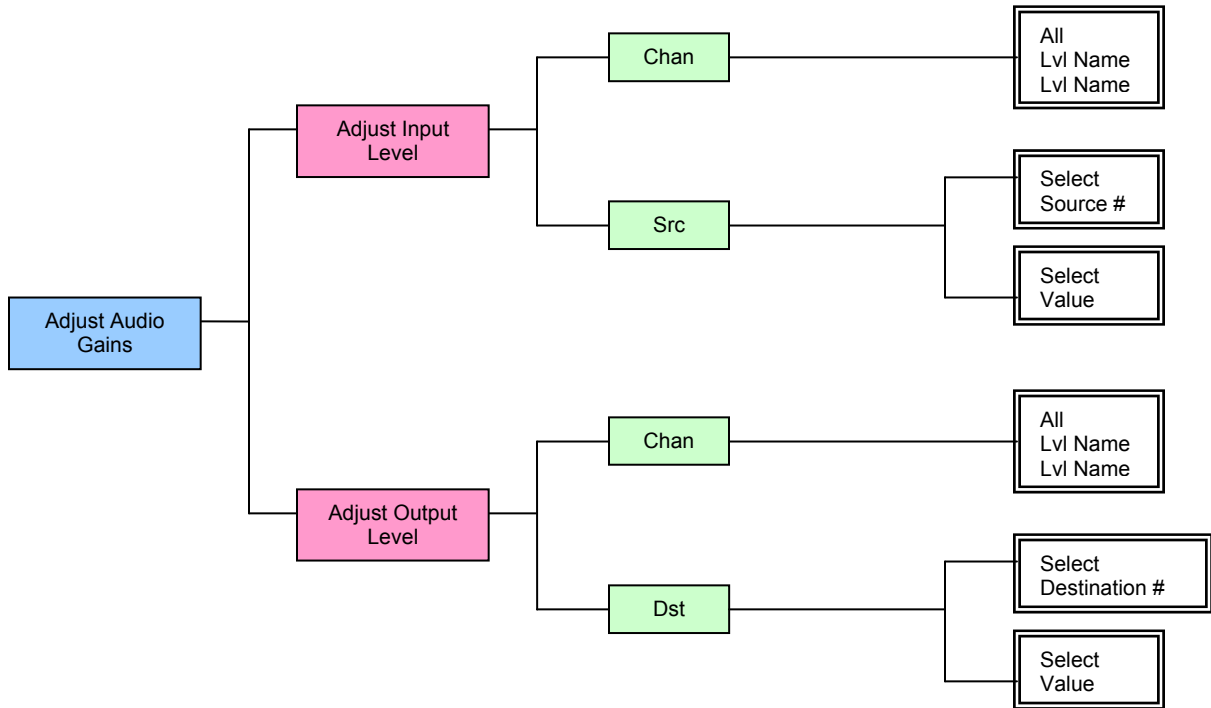 Adjust Audio
Gains
Adjust Input
Level
Chan
All
Lvl Name
Lvl Name
Src
Select
Source #
Select
Value
Adjust Output
Level
Chan
All
Lvl Name
Lvl Name
Dst
Select
Destination #
Select
Value